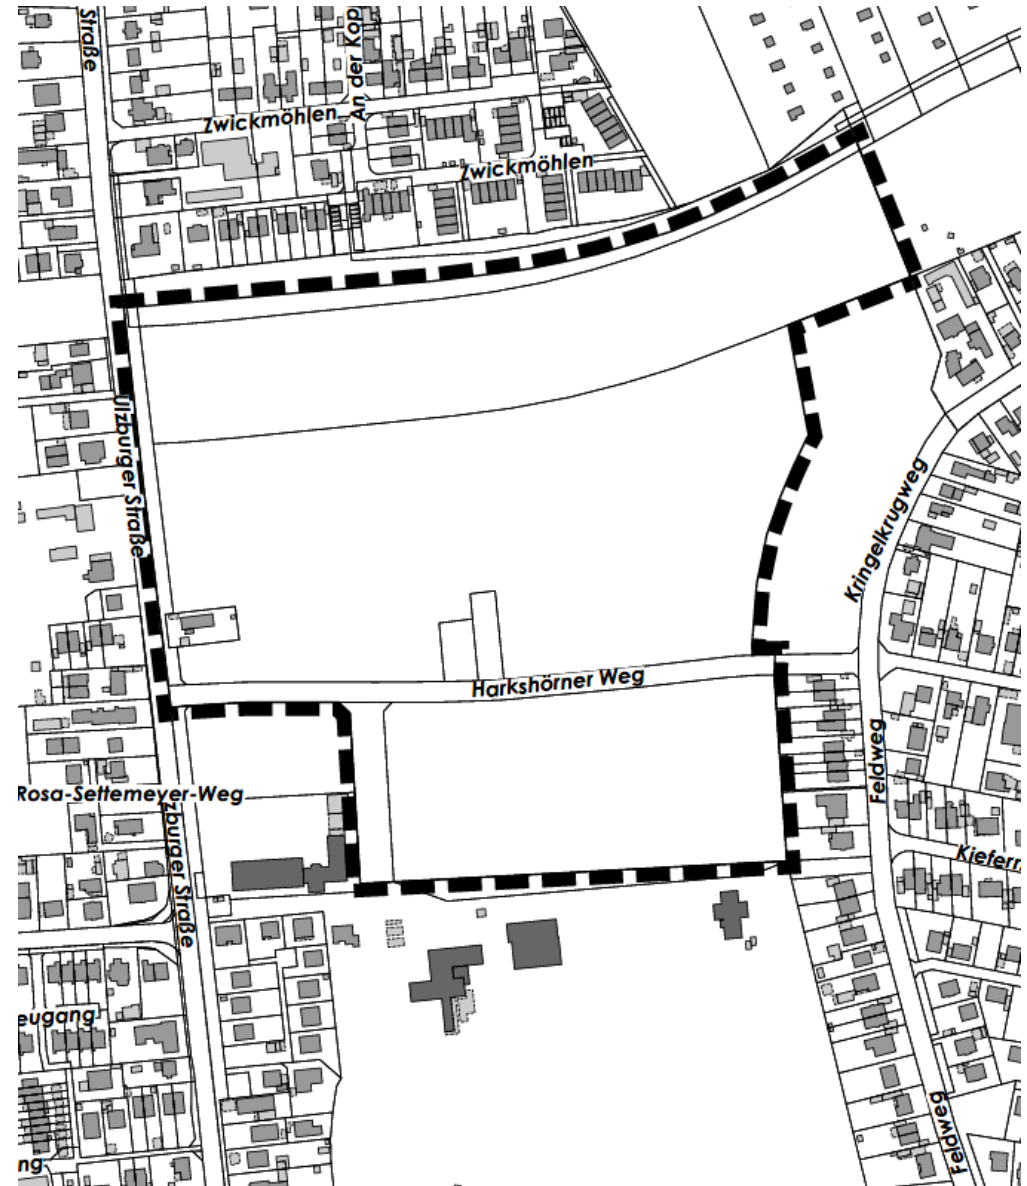 Straße
An der Kop
Zwickmöhlen
Zwickmöhlen
Ulzburger Straße
Kringelkrugweg
Harkshörner Weg
Feldweg
Rosa-Settemeyer-Weg
zburger Straße
Kiefern
eugang
Feldweg
ng